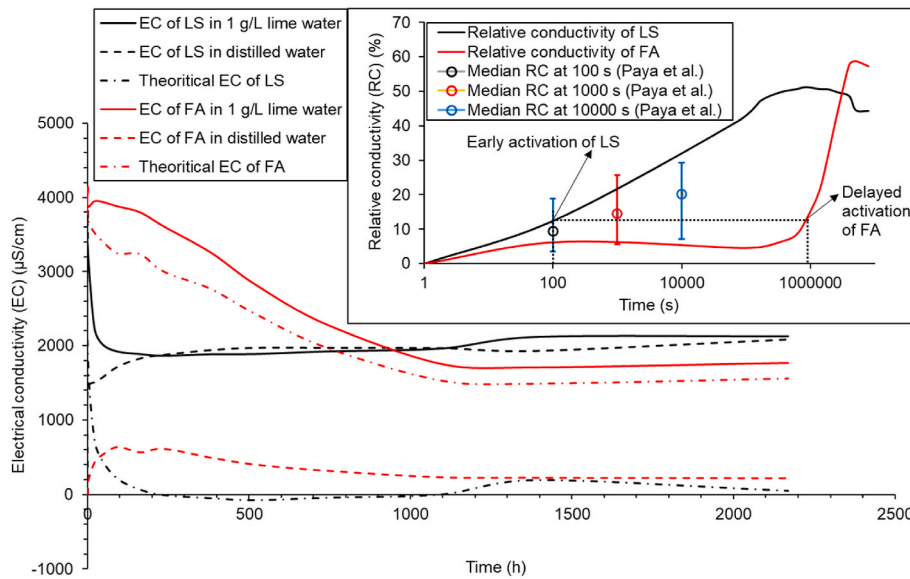 EC of LS in 1 g/L lime water
EC of LS in distilled water
Theoritical EC of LS
EC of FA in 1 g/L lime water
EC of FA in distilled water
Theoritical EC of FA
Electrical conductivity (EC) (µS/cm)
5000
4000
3000
2000
1000
0
-1000
0
500
1000
1500
2000
2500
Time (h)
Relative conductivity of LS
Relative conductivity of FA
Median RC at 100 s (Paya et al.)
Median RC at 1000 s (Paya et al.)
Median RC at 10000 s (Paya et al.)
Relative conductivity (RC) (%)
70
60
50
40
30
20
10
0
Early activation of LS
Delayed
activation
of FA
1
100
10000
1000000
Time (s)